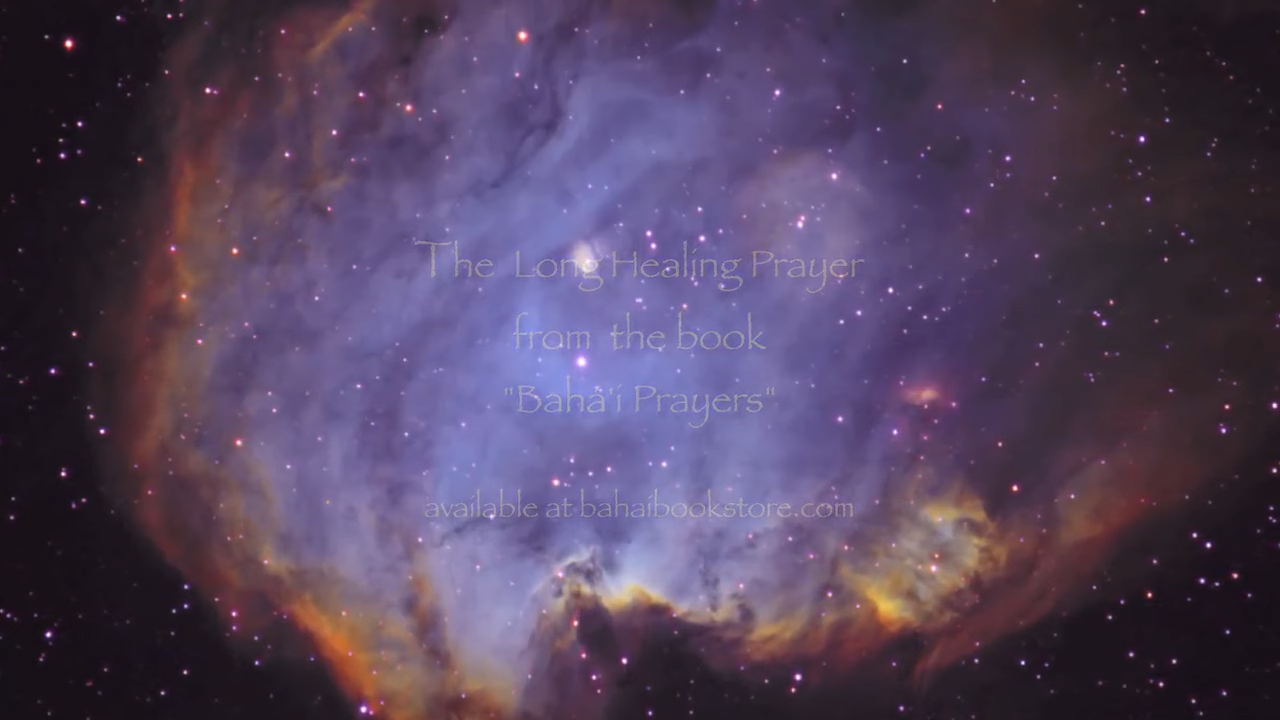 The Long Healing Prayer
from the book
"Bahá'i Prayers"
available at bahaibookstore.com